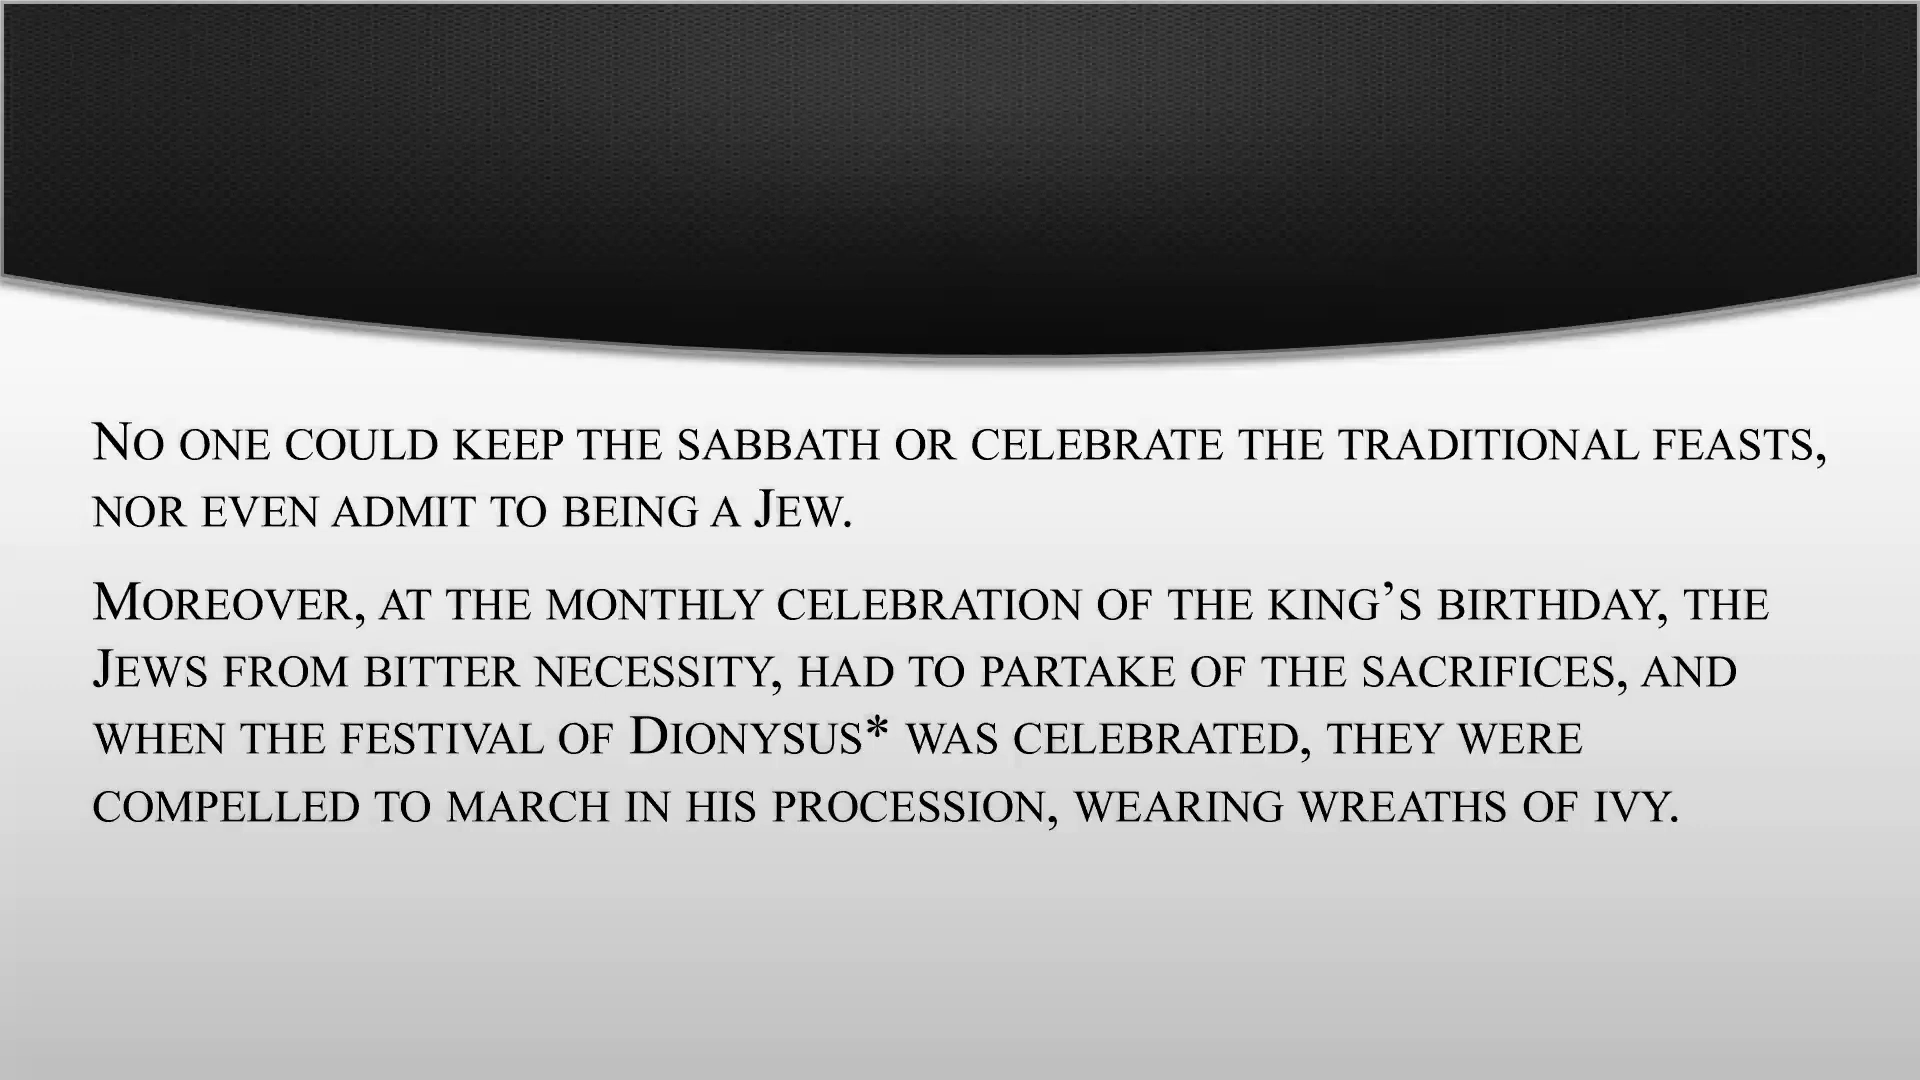 No one could keep the sabbath or celebrate the traditional feasts,
nor even admit to being a Jew.
Moreover, at the monthly celebration of the king’s birthday, the
Jews from bitter necessity, had to partake of the sacrifices, and
when the festival of Dionysus* was celebrated, they were
compelled to march in his procession, wearing wreaths of ivy.